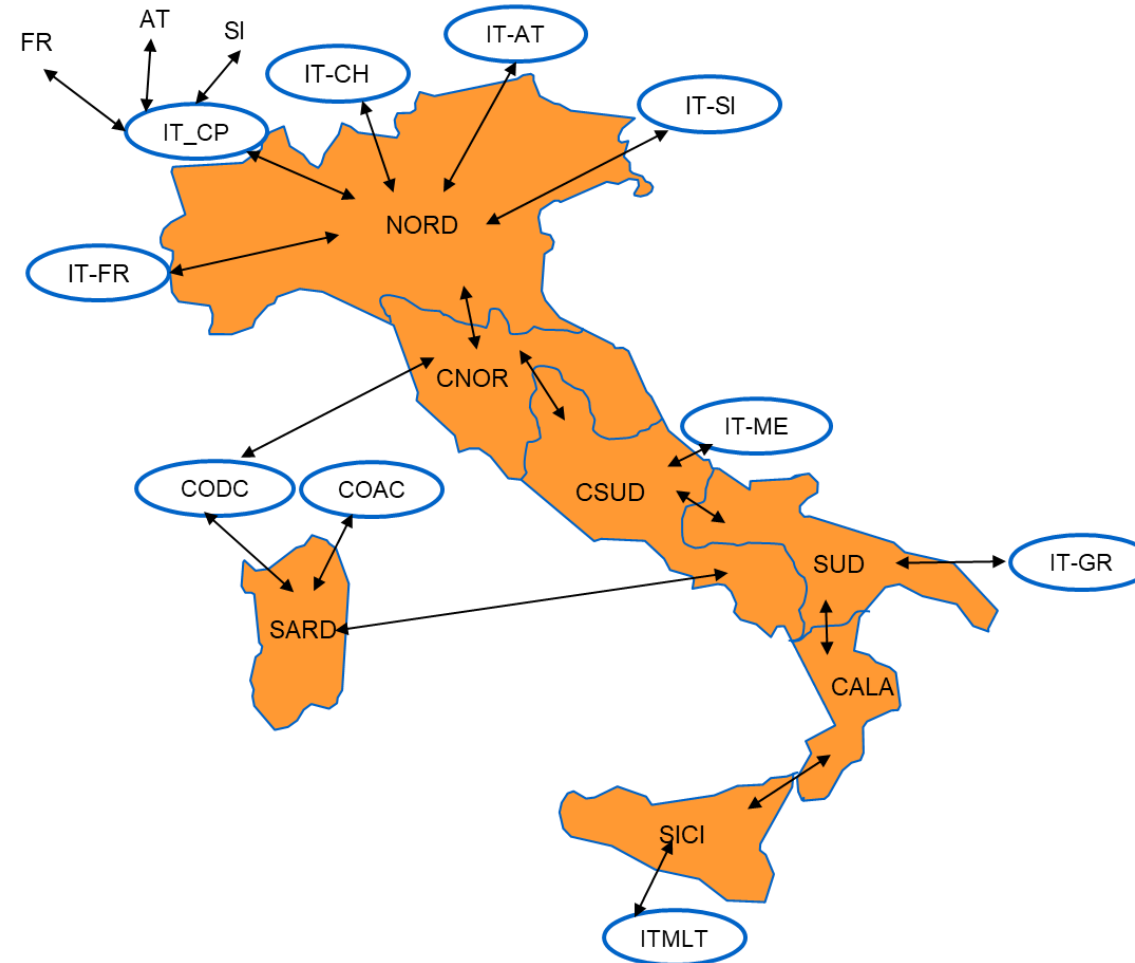 AT
SI
FR
IT-AT
IT-CH
IT-SI
IT_CP
NORD
IT-FR
CNOR
IT-ME
CODC
COAC
CSUD
SUD
IT-GR
SARD
CALA
SICI
ITMLT